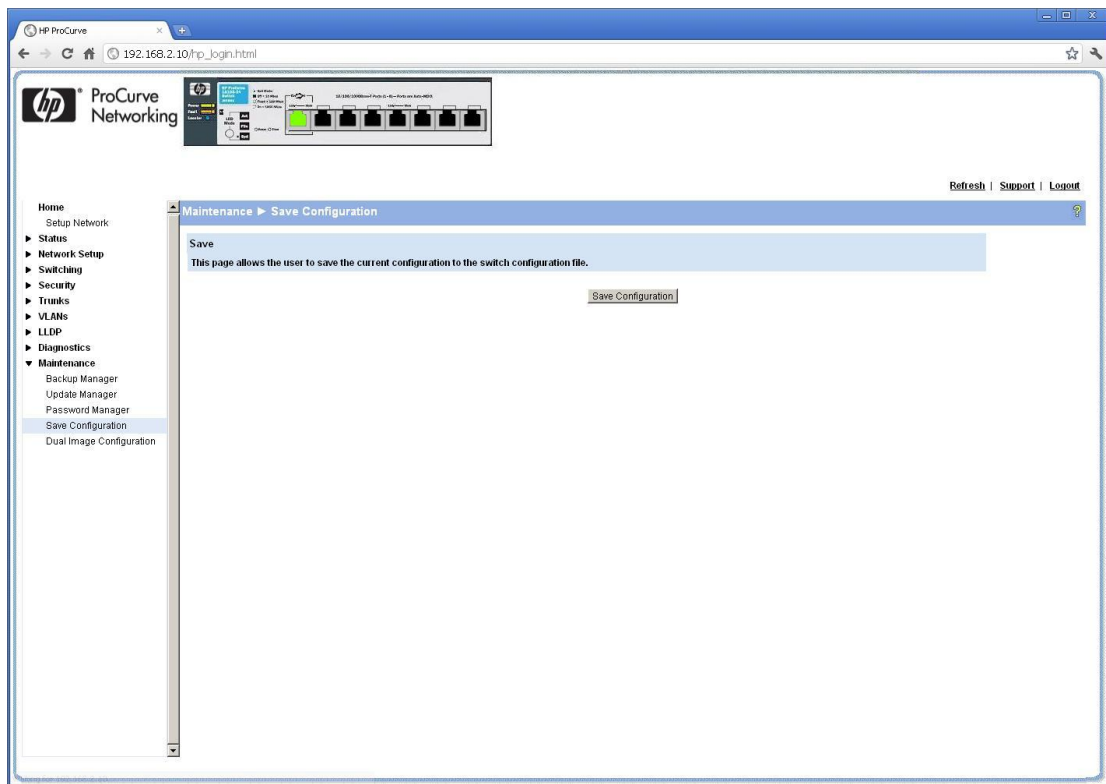 HP ProCurve
192.168.2.10/hp_login.html
hp
ProCurve
Networking
Refresh | Support | Logout
Home
Setup Network
Status
Network Setup
Switching
Security
Trunks
VLANs
LLDP
Diagnostics
Maintenance
Backup Manager
Update Manager
Password Manager
Save Configuration
Dual Image Configuration
Maintenance ► Save Configuration
Save
This page allows the user to save the current configuration to the switch configuration file.
Save Configuration